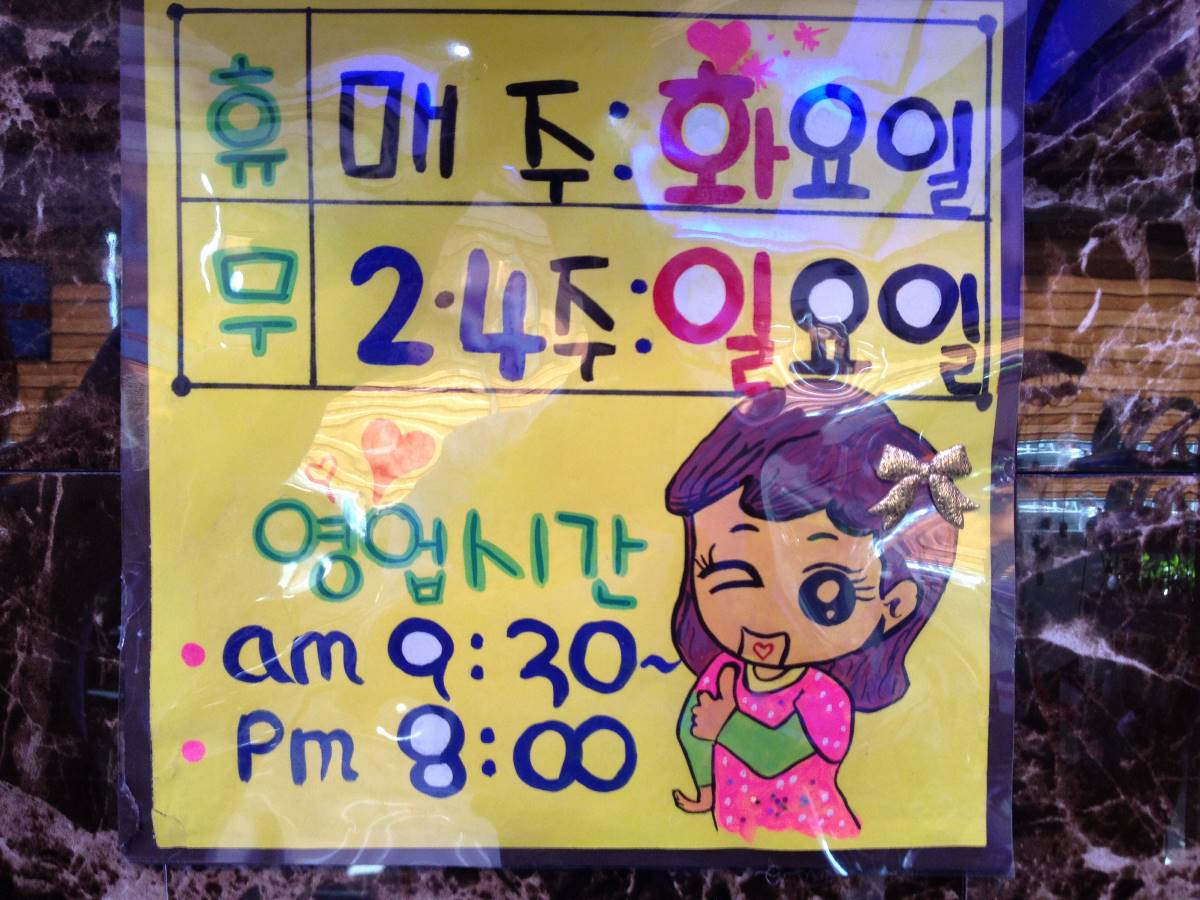 휴무
매 주: 화요일
2·4주: 일요일
영업시간
• am 9:30~
• Pm 8:00